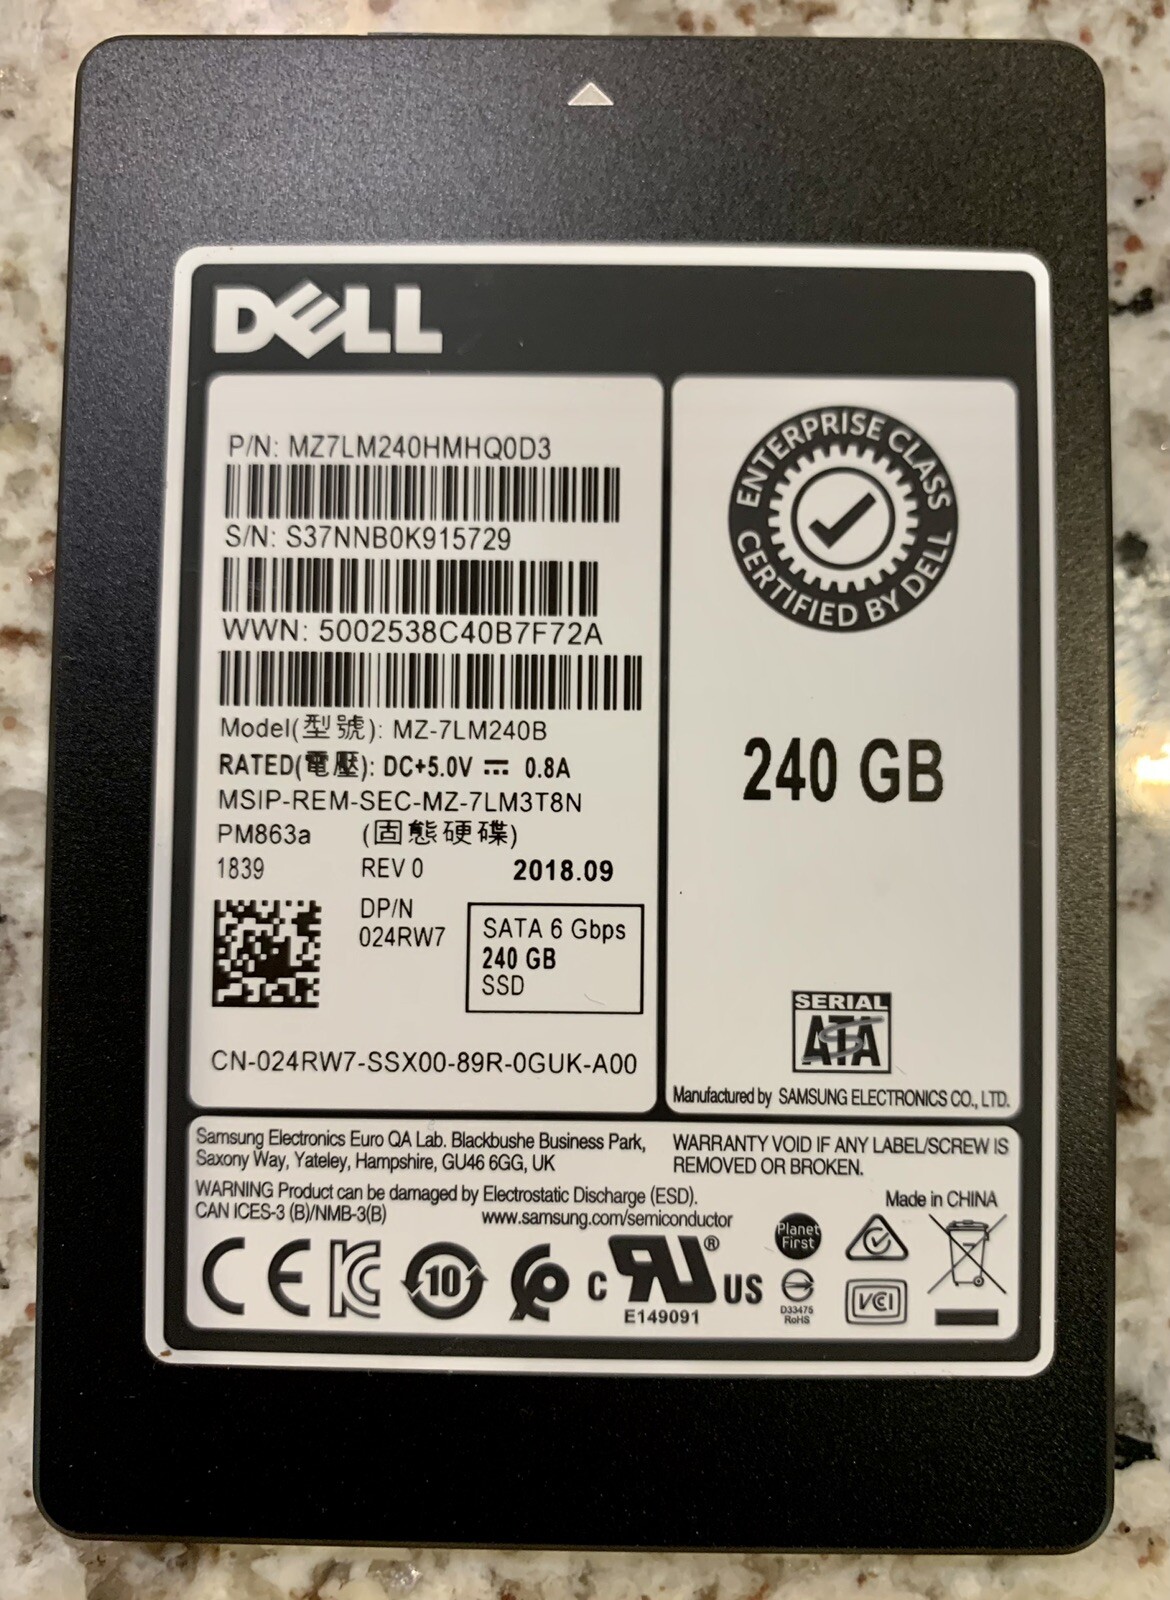 DELL
P/N: MZ7LM240HMHQ0D3
S/N: S37NNB0K915729
WWN: 5002538C40B7F72A
Model(型號): MZ-7LM240B
RATED(電壓): DC+5.0V ⎓ 0.8A
MSIP-REM-SEC-MZ-7LM3T8N
PM863a (固態硬碟)
1839 REV 0 2018.09
DP/N
024RW7
SATA 6 Gbps
240 GB
SSD
CN-024RW7-SSX00-89R-0GUK-A00
ENTERPRISE CLASS
CERTIFIED BY DELL
240 GB
SERIAL
ATA
Manufactured by SAMSUNG ELECTRONICS CO., LTD.
Samsung Electronics Euro QA Lab. Blackbushe Business Park,
Saxony Way, Yateley, Hampshire, GU46 6GG, UK
WARNING Product can be damaged by Electrostatic Discharge (ESD).
CAN ICES-3 (B)/NMB-3(B)
www.samsung.com/semiconductor
WARRANTY VOID IF ANY LABEL/SCREW IS
REMOVED OR BROKEN.
Made in CHINA
CE
10
c RU® US
E149091
Planet
First
D33475
RoHS
VCI